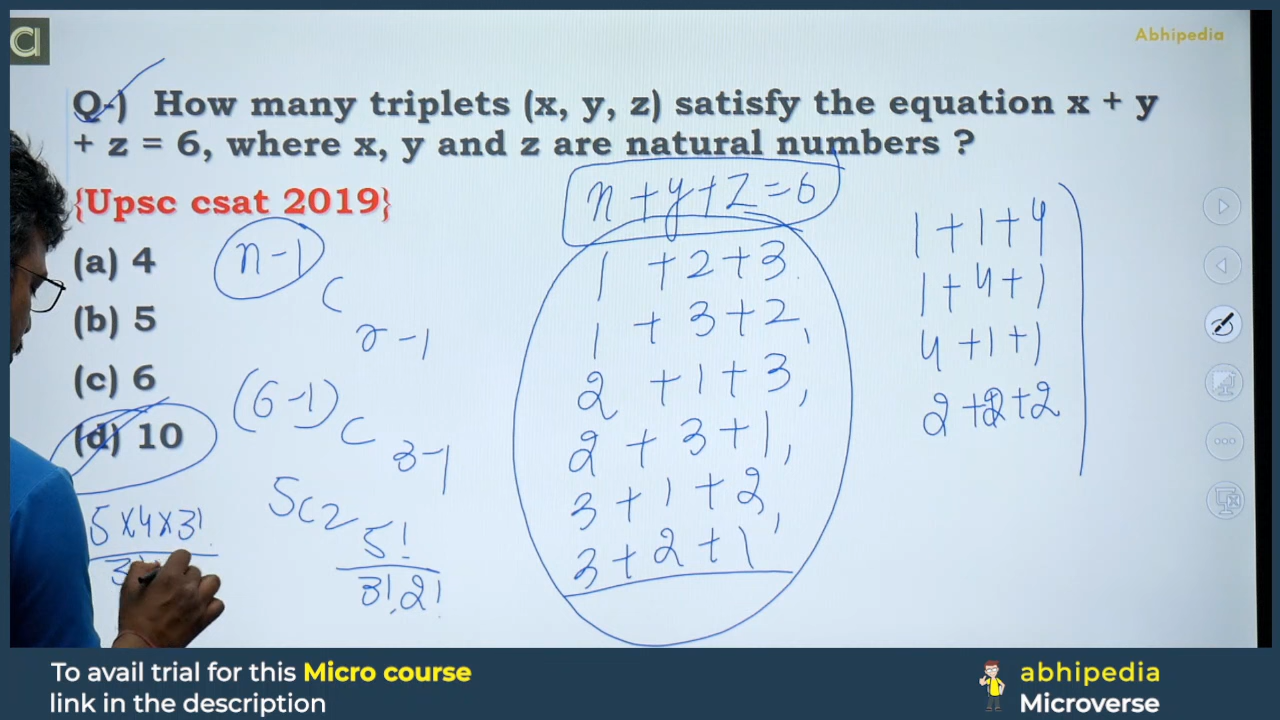 a
Abhipedia
Q-) How many triplets (x, y, z) satisfy the equation x + y
+ z = 6, where x, y and z are natural numbers ?
{Upsc csat 2019}
(a) 4
(b) 5
(c) 6
(d) 10
n-1
C
r-1
(6-1)
C
3-1
5C2
5!
3! 2!
5x4x3!
3!
x+y+z=6
1 +2+3
1 + 3+2,
2 +1+3,
2 + 3+1,
3 + 1 +2,
3 + 2 + 1
1 + 1 + 4
1 + 4 + 1
4 +1+1
2 +2+2
To avail trial for this Micro course
link in the description
abhipedia
Microverse